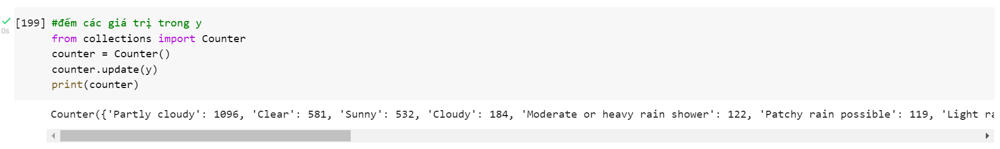 [199] #đếm các giá trị trong y
0s
from collections import Counter
counter = Counter()
counter.update(y)
print(counter)
Counter({'Partly cloudy': 1096, 'Clear': 581, 'Sunny': 532, 'Cloudy': 184, 'Moderate or heavy rain shower': 122, 'Patchy rain possible': 119, 'Light